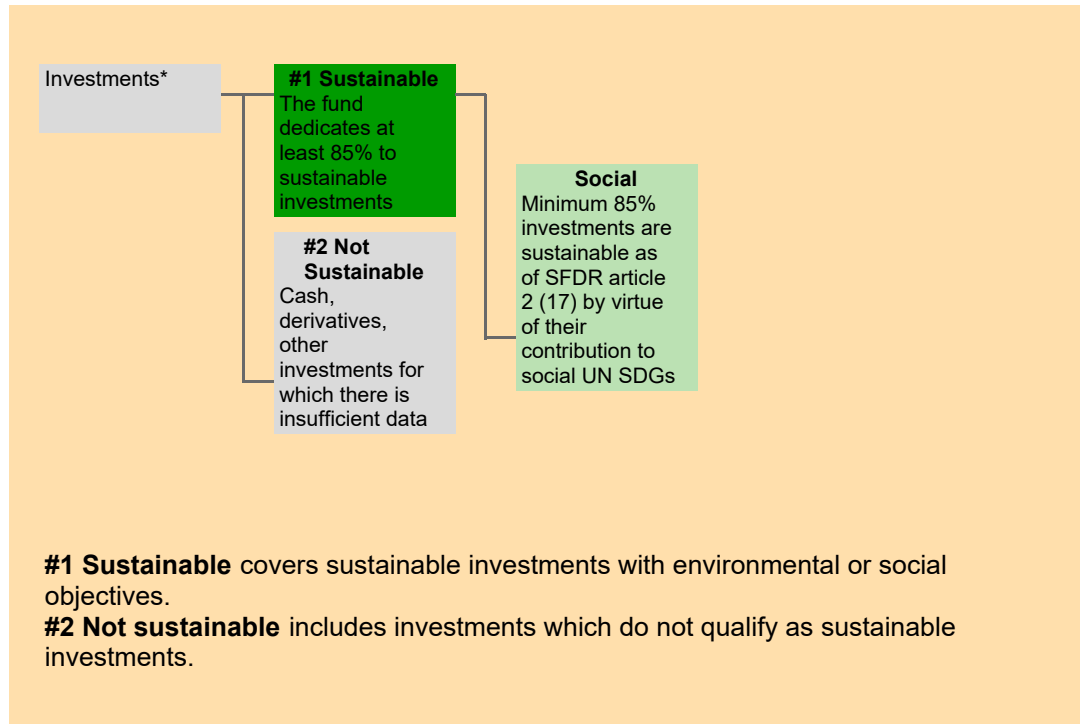 Investments*
#1 Sustainable
The fund
dedicates at
least 85% to
sustainable
investments
#2 Not
Sustainable
Cash,
derivatives,
other
investments for
which there is
insufficient data
Social
Minimum 85%
investments are
sustainable as
of SFDR article
2 (17) by virtue
of their
contribution to
social UN SDGs
#1 Sustainable covers sustainable investments with environmental or social
objectives.
#2 Not sustainable includes investments which do not qualify as sustainable
investments.